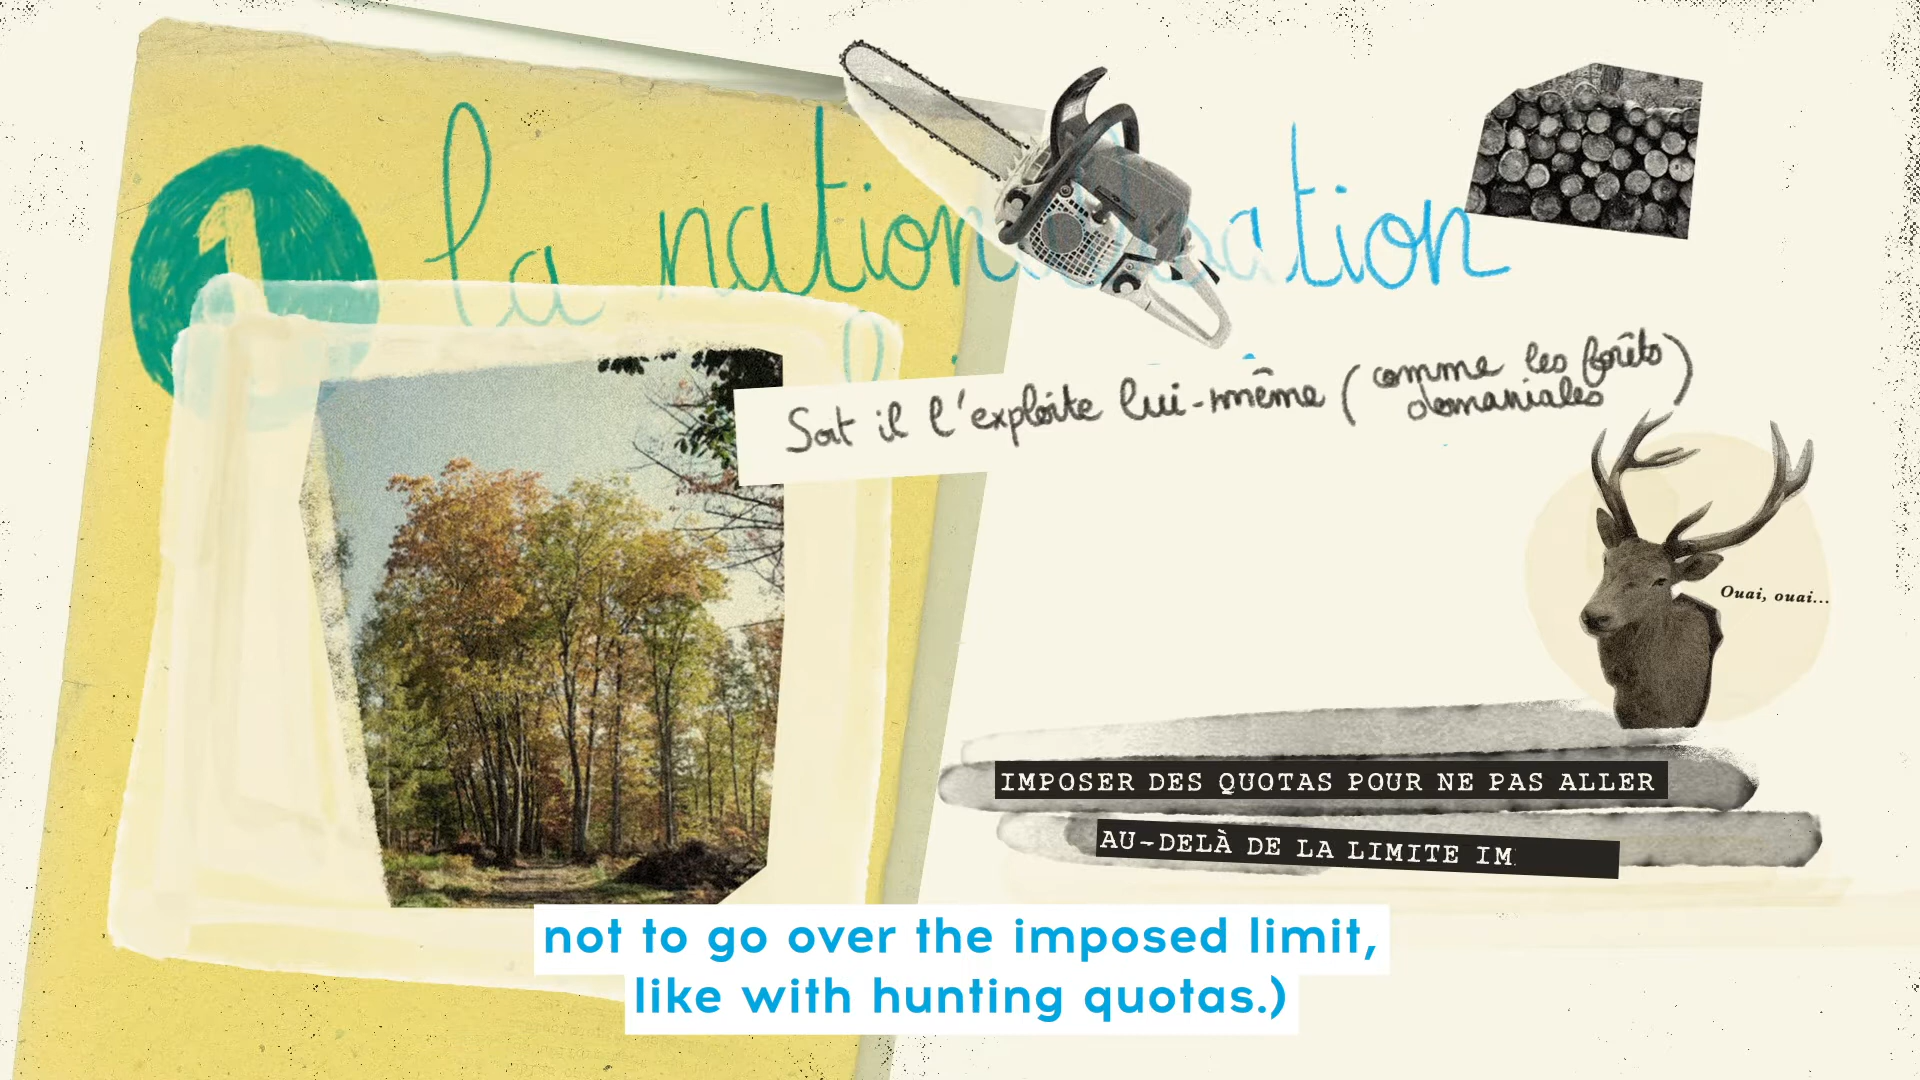 1
la nationalisation
Soit il l'exploite lui-même (comme les forêts
domaniales)
Ouai, ouai...
IMPOSER DES QUOTAS POUR NE PAS ALLER
AU-DELÀ DE LA LIMITE IM
not to go over the imposed limit,
like with hunting quotas.)